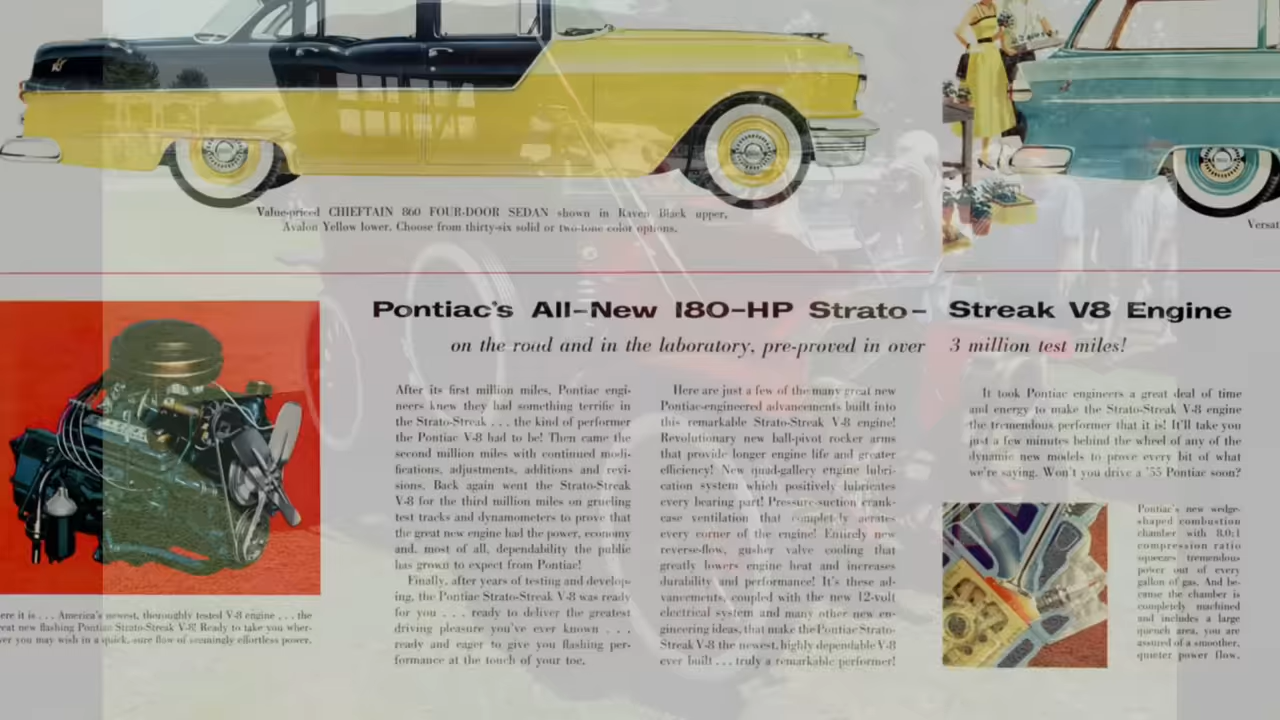 Value-priced CHIEFTAIN 860 FOUR-DOOR SEDAN shown in Raven Black upper,
Avalon Yellow lower. Choose from thirty-six solid or two-tone color options.
Versat
Pontiac's All-New 180-HP Strato- Streak V8 Engine
on the road and in the laboratory, pre-proved in over 3 million test miles!
After its first million miles, Pontiac engi-
neers knew they had something terrific in
the Strato-Streak . . . the kind of performer
the Pontiac V-8 had to be! Then came the
second million miles with continued modi-
fications, adjustments, additions and revi-
sions. Back again went the Strato-Streak
V-8 for the third million miles on grueling
test tracks and dynamometers to prove that
the great new engine had the power, economy
and, most of all, dependability the public
has grown to expect from Pontiac!
Finally, after years of testing and develop-
ing, the Pontiac Strato-Streak V-8 was ready
for you . . . ready to deliver the greatest
driving pleasure you've ever known . . .
ready and eager to give you flashing per-
formance at the touch of your toe.
Here are just a few of the many great new
Pontiac-engineered advancements built into
this remarkable Strato-Streak V-8 engine!
Revolutionary new ball-pivot rocker arms
that provide longer engine life and greater
efficiency! New quad-gallery engine lubri-
cation system which positively lubricates
every bearing part! Pressure-suction crank-
case ventilation that completely aerates
every corner of the engine! Entirely new
reverse-flow, gusher valve cooling that
greatly lowers engine heat and increases
durability and performance! It's these ad-
vancements, coupled with the new 12-volt
electrical system and many other new en-
gineering ideas, that make the Pontiac Strato-
Streak V-8 the newest, highly dependable V-8
ever built . . . truly a remarkable performer!
It took Pontiac engineers a great deal of time
and energy to make the Strato-Streak V-8 engine
the tremendous performer that it is! It'll take you
just a few minutes behind the wheel of any of the
dynamic new models to prove every bit of what
we're saying. Won't you drive a '55 Pontiac soon?
Pontiac's new wedge-
shaped combustion
chamber with 8.0:1
compression ratio
squeezes tremendous
power out of every
gallon of gas. And be-
cause the chamber is
completely machined
and includes a large
quench area, you are
assured of a smoother,
quieter power flow.
ere it is . . . America's newest, thoroughly tested V-8 engine . . . the
eat new flashing Pontiac Strato-Streak V-8! Ready to take you wher-
ver you may wish in a quick, sure flow of seemingly effortless power.